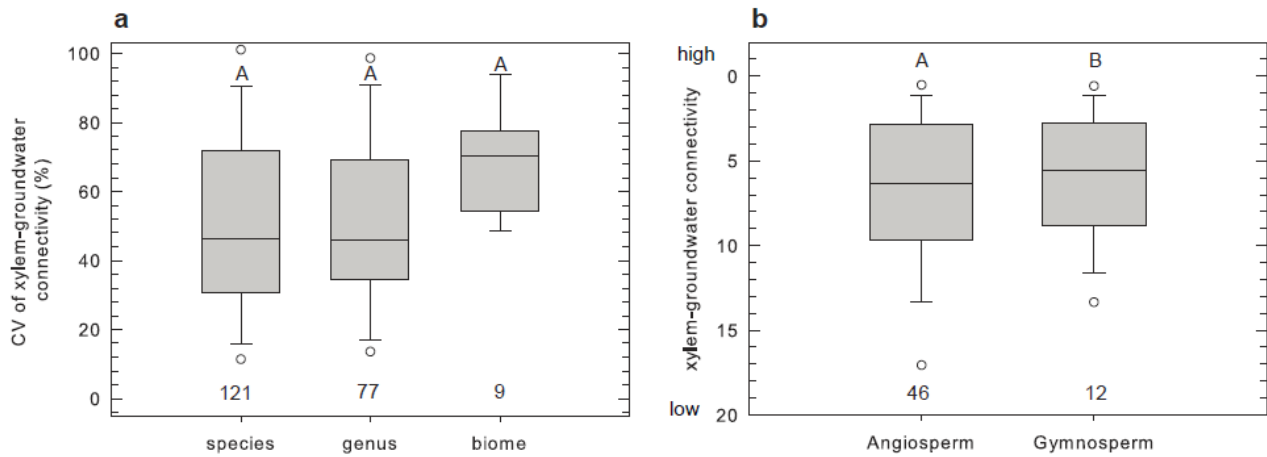 a
CV of xylem-groundwater
connectivity (%)
100
80
60
40
20
0
A
A
A
121
77
9
species
genus
biome
b
xylem-groundwater connectivity
high
0
5
10
15
low
20
A
B
46
12
Angiosperm
Gymnosperm